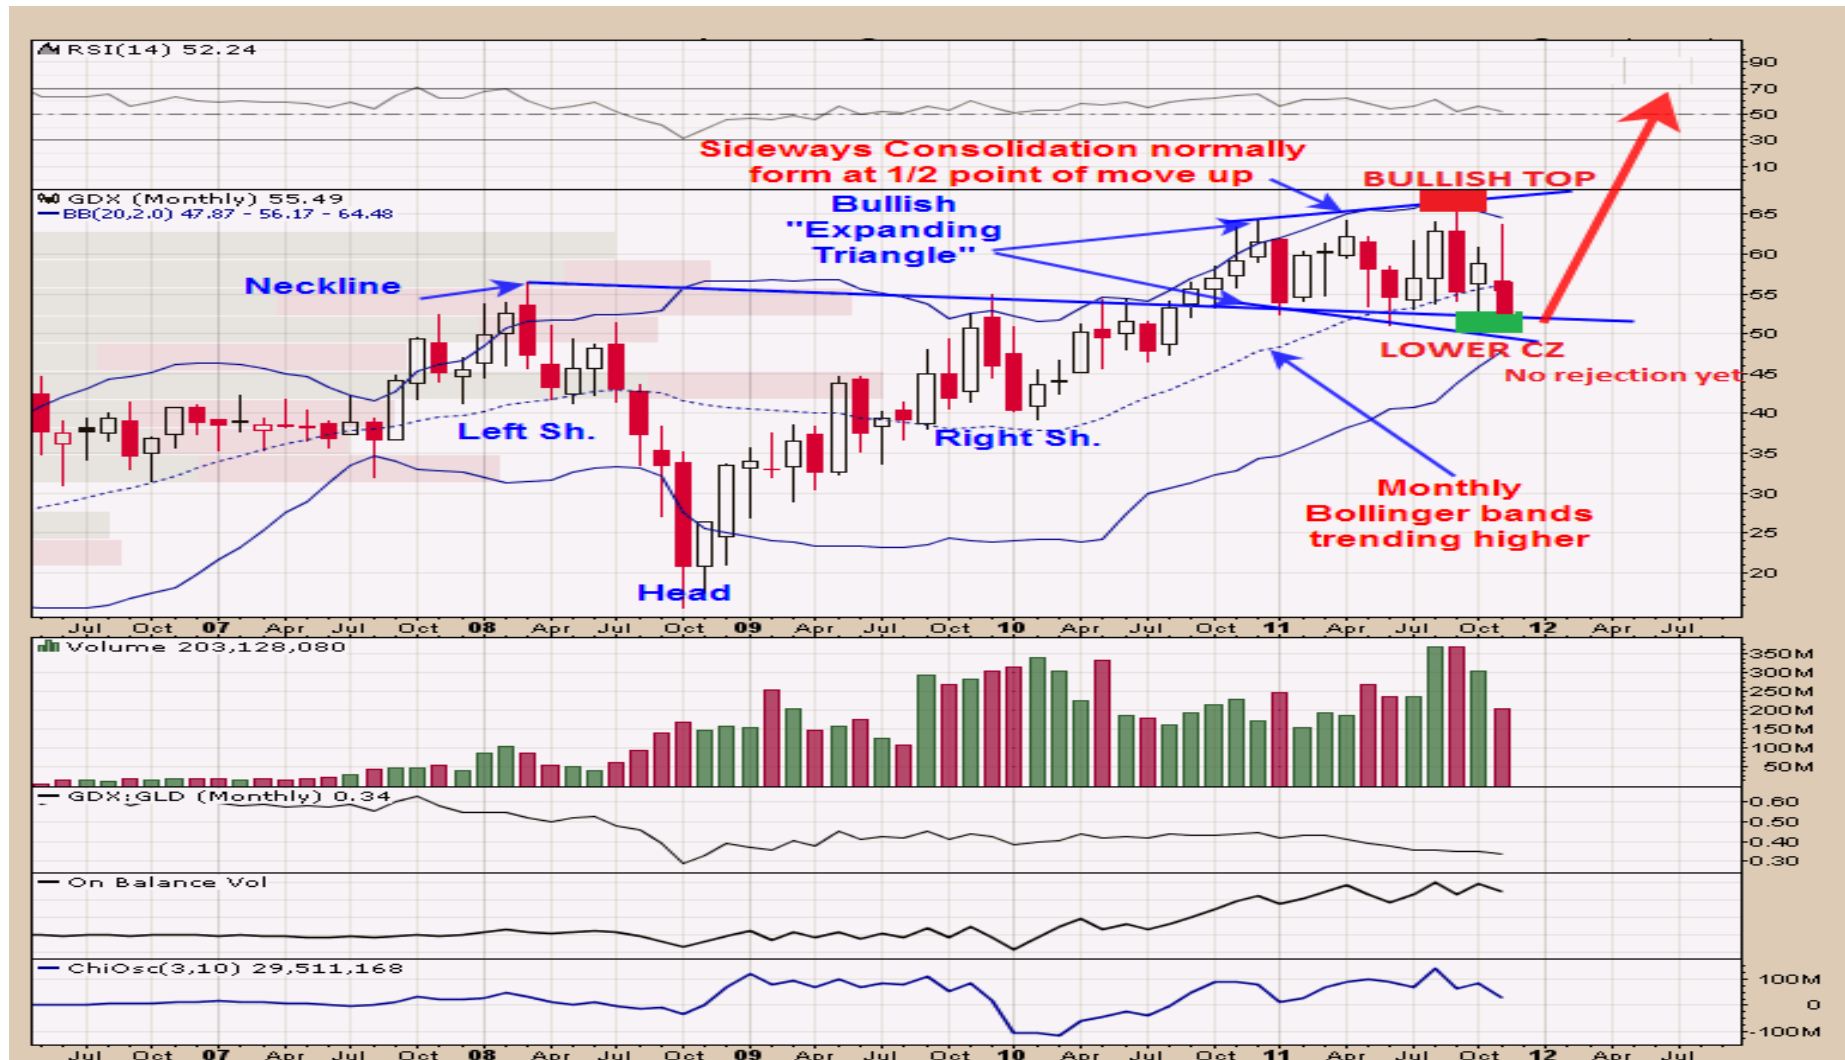 RSI(14) 52.24
90
70
50
30
10
Sideways Consolidation normally
form at 1/2 point of move up
BULLISH TOP
GDX (Monthly) 55.49
BB(20,2.0) 47.87 - 56.17 - 64.48
Bullish
"Expanding
Triangle"
Neckline
65
60
55
50
45
40
35
30
25
20
LOWER CZ
No rejection yet
Left Sh.
Right Sh.
Monthly
Bollinger bands
trending higher
Head
Jul Oct 07 Apr Jul Oct 08 Apr Jul Oct 09 Apr Jul Oct 10 Apr Jul Oct 11 Apr Jul Oct 12 Apr Jul
Volume 203,128,080
350M
300M
250M
200M
150M
100M
50M
GDX:GLD (Monthly) 0.34
0.60
0.50
0.40
0.30
On Balance Vol
ChiOsc(3,10) 29,511,168
100M
0
-100M
Jul Oct 07 Apr Jul Oct 08 Apr Jul Oct 09 Apr Jul Oct 10 Apr Jul Oct 11 Apr Jul Oct 12 Apr Jul